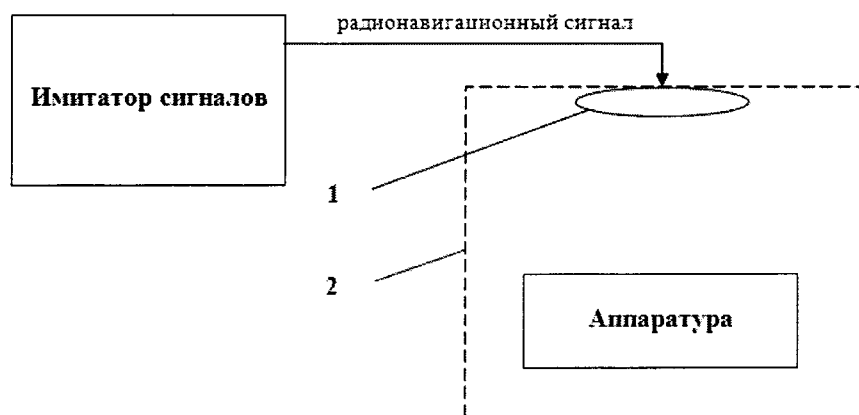 радионавигационный сигнал
Имитатор сигналов
1
2
Аппаратура